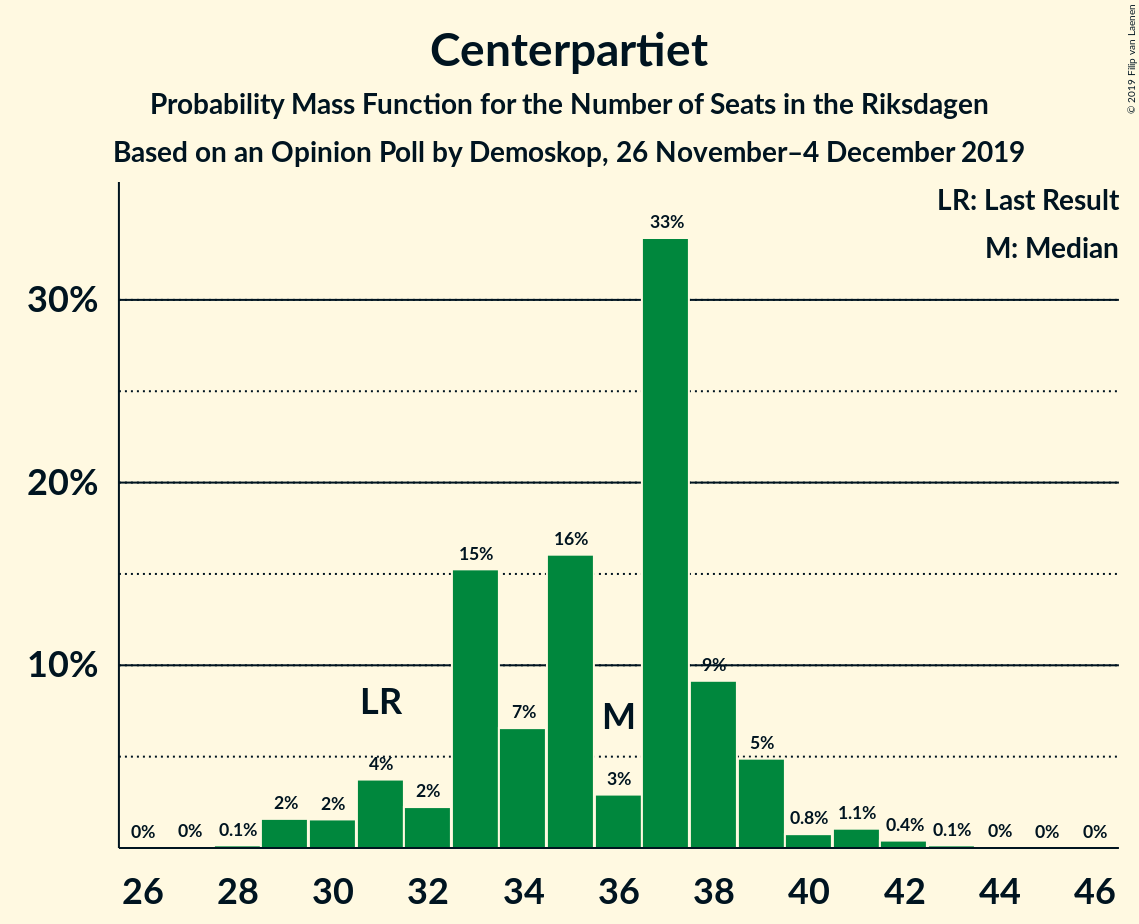 Centerpartiet
Probability Mass Function for the Number of Seats in the Riksdagen
Based on an Opinion Poll by Demoskop, 26 November–4 December 2019
© 2019 Filip van Laenen
LR: Last Result
M: Median
30%
20%
10%
0%
0%
0.1%
2%
2%
4%
2%
15%
7%
16%
3%
33%
9%
5%
0.8%
1.1%
0.4%
0.1%
0%
0%
0%
LR
M
26 28 30 32 34 36 38 40 42 44 46